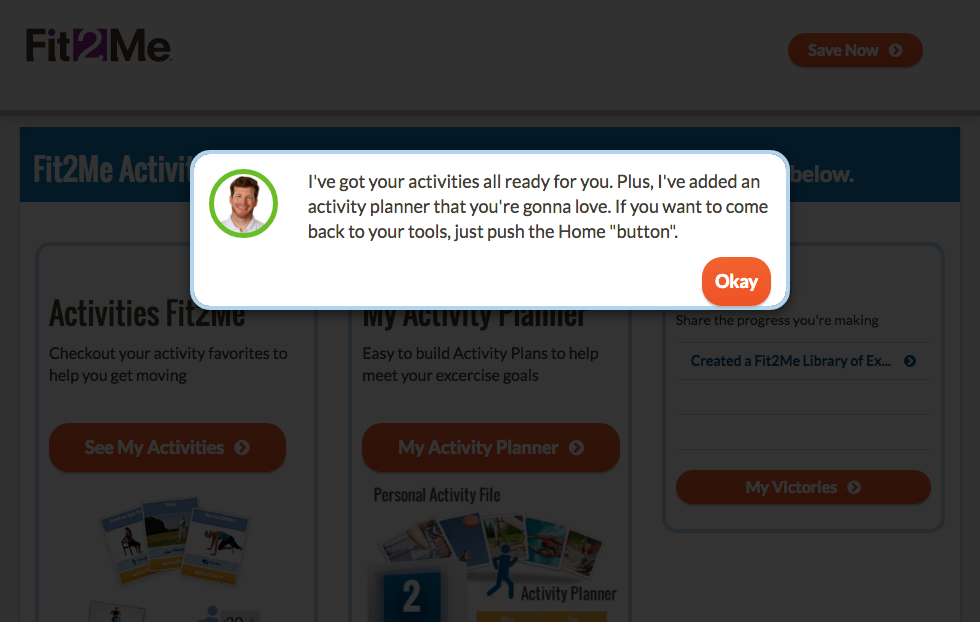 Fit2Me
Save Now
Fit2Me Activi
below.
I've got your activities all ready for you. Plus, I've added an
activity planner that you're gonna love. If you want to come
back to your tools, just push the Home "button".
Okay
Activities Fit2Me
Checkout your activity favorites to
help you get moving
See My Activities
My Activity Planner
Easy to build Activity Plans to help
meet your excercise goals
My Activity Planner
Personal Activity File
2
Activity Planner
Share the progress you're making
Created a Fit2Me Library of Ex...
My Victories